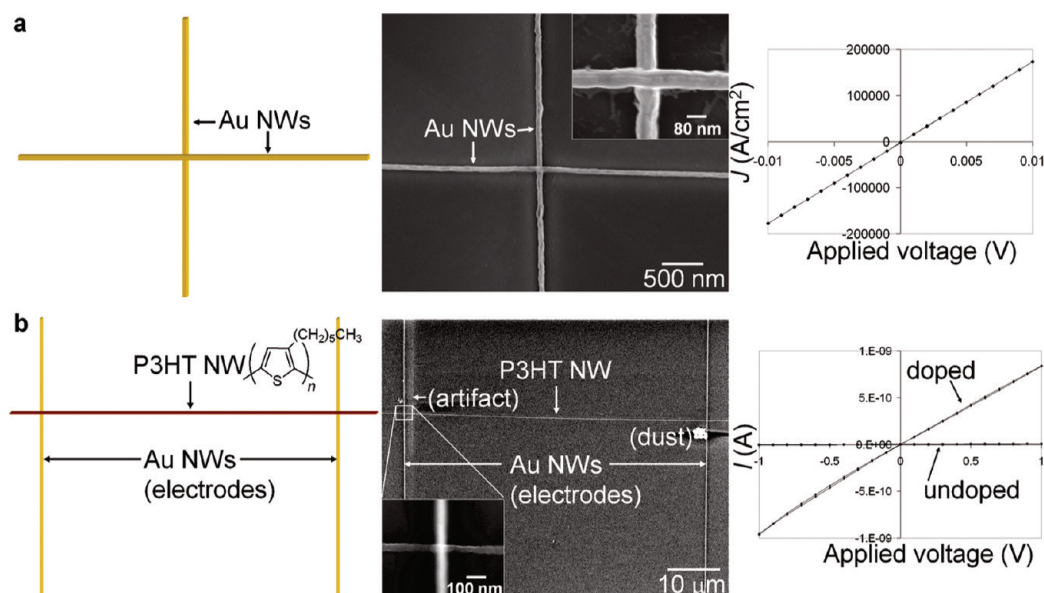 a
Au NWs
Au NWs
80 nm
500 nm
J (A/cm²)
200000
100000
0
-0.01
-0.005
0
0.005
0.01
-100000
-200000
Applied voltage (V)
b
P3HT NW
(CH₂)₅CH₃
S
n
Au NWs
(electrodes)
P3HT NW
(artifact)
(dust)
Au NWs
(electrodes)
100 nm
10 µm
I (A)
1.E-09
doped
5.E-10
0.E+00
-1
-0.5
0
0.5
1
-5.E-10
undoped
-1.E-09
Applied voltage (V)